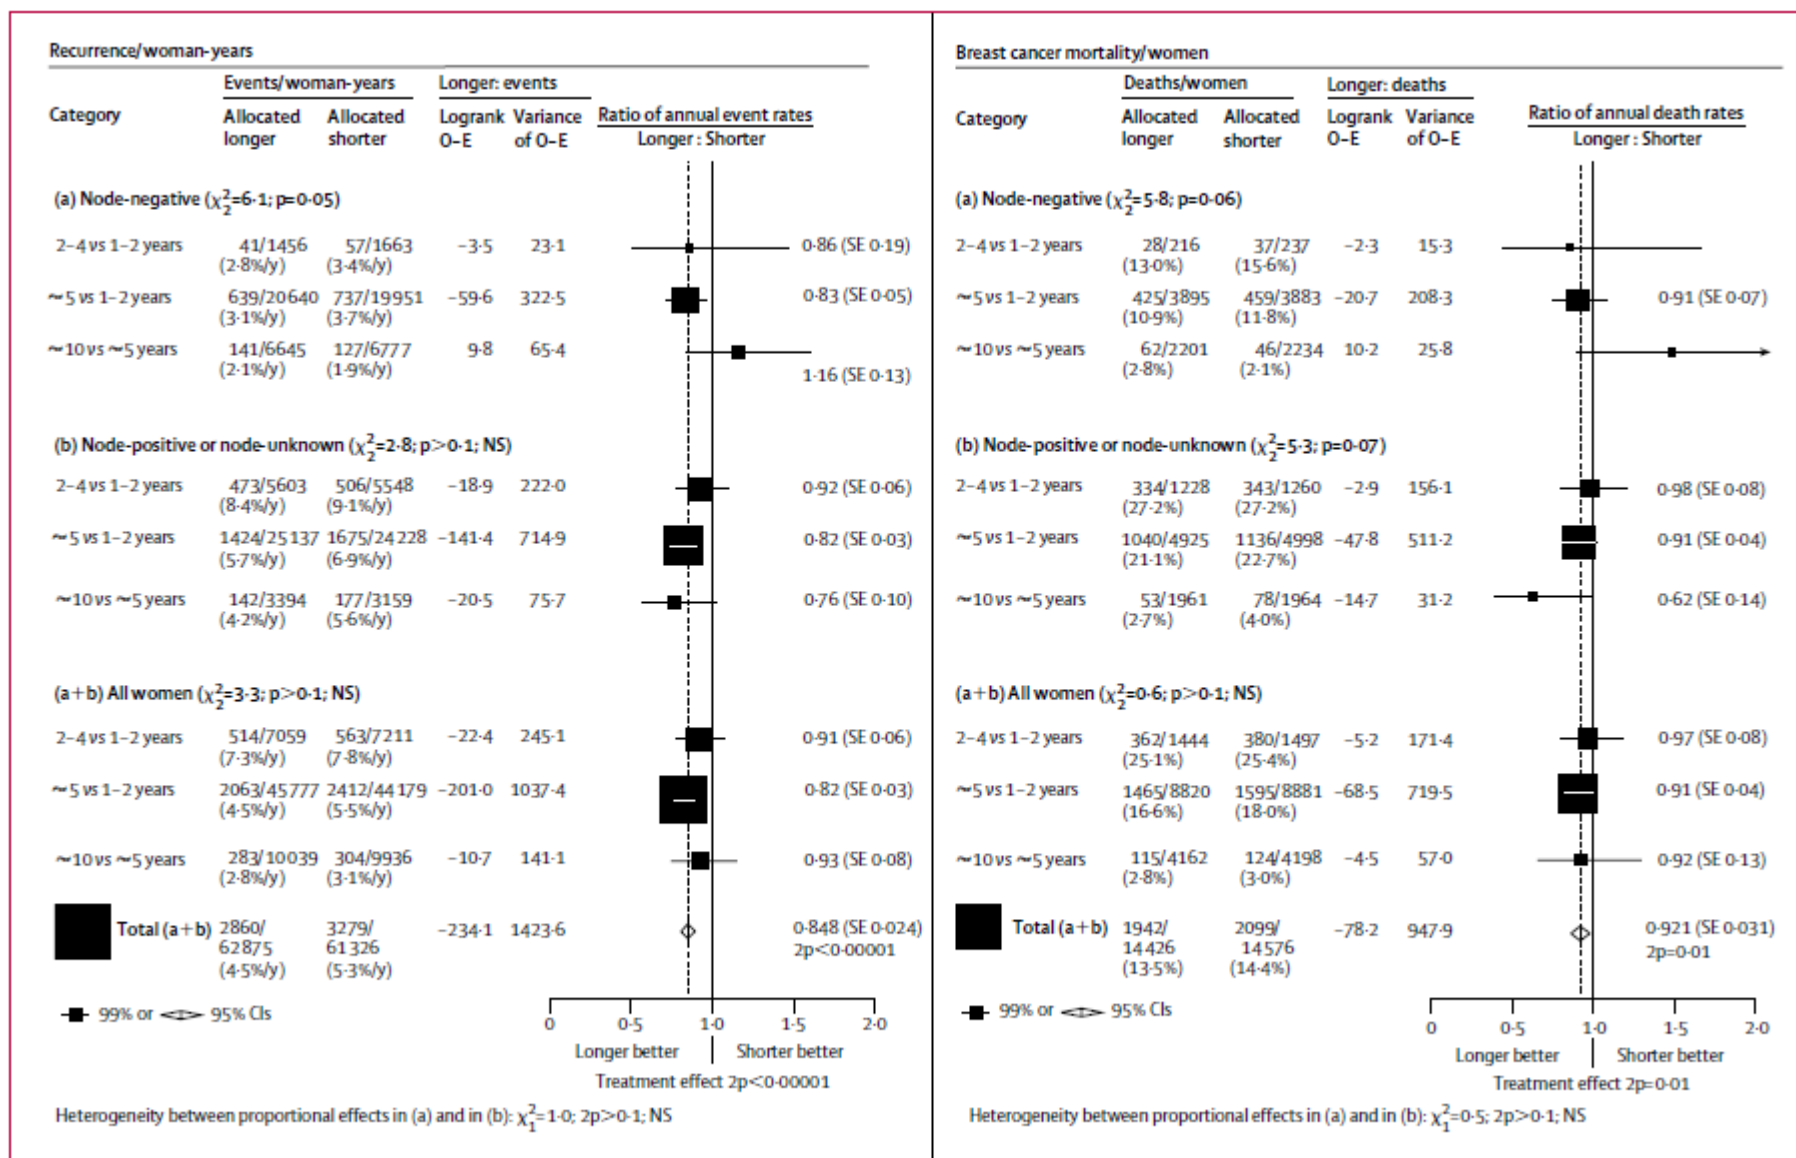 Recurrence/woman-years
Events/woman-years Longer: events
Category Allocated longer Allocated shorter Logrank O–E Variance of O–E Ratio of annual event rates
Longer : Shorter
(a) Node-negative (χ²₂=6·1; p=0·05)
2–4 vs 1–2 years 41/1456 57/1663 –3·5 23·1 0·86 (SE 0·19)
(2·8%/y) (3·4%/y)
~5 vs 1–2 years 639/20640 737/19951 –59·6 322·5 0·83 (SE 0·05)
(3·1%/y) (3·7%/y)
~10 vs ~5 years 141/6645 127/6777 9·8 65·4
(2·1%/y) (1·9%/y) 1·16 (SE 0·13)
(b) Node-positive or node-unknown (χ²₂=2·8; p>0·1; NS)
2–4 vs 1–2 years 473/5603 506/5548 –18·9 222·0 0·92 (SE 0·06)
(8·4%/y) (9·1%/y)
~5 vs 1–2 years 1424/25137 1675/24228 –141·4 714·9 0·82 (SE 0·03)
(5·7%/y) (6·9%/y)
~10 vs ~5 years 142/3394 177/3159 –20·5 75·7 0·76 (SE 0·10)
(4·2%/y) (5·6%/y)
(a+b) All women (χ²₂=3·3; p>0·1; NS)
2–4 vs 1–2 years 514/7059 563/7211 –22·4 245·1 0·91 (SE 0·06)
(7·3%/y) (7·8%/y)
~5 vs 1–2 years 2063/45777 2412/44179 –201·0 1037·4 0·82 (SE 0·03)
(4·5%/y) (5·5%/y)
~10 vs ~5 years 283/10039 304/9936 –10·7 141·1 0·93 (SE 0·08)
(2·8%/y) (3·1%/y)
Total (a+b) 2860/ 3279/ –234·1 1423·6 0·848 (SE 0·024)
62875 61326 2p<0·00001
(4·5%/y) (5·3%/y)
99% or 95% CIs
0 0·5 1·0 1·5 2·0
Longer better Shorter better
Treatment effect 2p<0·00001
Heterogeneity between proportional effects in (a) and in (b): χ²₁=1·0; 2p>0·1; NS
Breast cancer mortality/women
Deaths/women Longer: deaths
Category Allocated longer Allocated shorter Logrank O–E Variance of O–E Ratio of annual death rates
Longer : Shorter
(a) Node-negative (χ²₂=5·8; p=0·06)
2–4 vs 1–2 years 28/216 37/237 –2·3 15·3
(13·0%) (15·6%)
~5 vs 1–2 years 425/3895 459/3883 –20·7 208·3 0·91 (SE 0·07)
(10·9%) (11·8%)
~10 vs ~5 years 62/2201 46/2234 10·2 25·8
(2·8%) (2·1%)
(b) Node-positive or node-unknown (χ²₂=5·3; p=0·07)
2–4 vs 1–2 years 334/1228 343/1260 –2·9 156·1 0·98 (SE 0·08)
(27·2%) (27·2%)
~5 vs 1–2 years 1040/4925 1136/4998 –47·8 511·2 0·91 (SE 0·04)
(21·1%) (22·7%)
~10 vs ~5 years 53/1961 78/1964 –14·7 31·2 0·62 (SE 0·14)
(2·7%) (4·0%)
(a+b) All women (χ²₂=0·6; p>0·1; NS)
2–4 vs 1–2 years 362/1444 380/1497 –5·2 171·4 0·97 (SE 0·08)
(25·1%) (25·4%)
~5 vs 1–2 years 1465/8820 1595/8881 –68·5 719·5 0·91 (SE 0·04)
(16·6%) (18·0%)
~10 vs ~5 years 115/4162 124/4198 –4·5 57·0 0·92 (SE 0·13)
(2·8%) (3·0%)
Total (a+b) 1942/ 2099/ –78·2 947·9 0·921 (SE 0·031)
14426 14576 2p=0·01
(13·5%) (14·4%)
99% or 95% CIs
0 0·5 1·0 1·5 2·0
Longer better Shorter better
Treatment effect 2p=0·01
Heterogeneity between proportional effects in (a) and in (b): χ²₁=0·5; 2p>0·1; NS